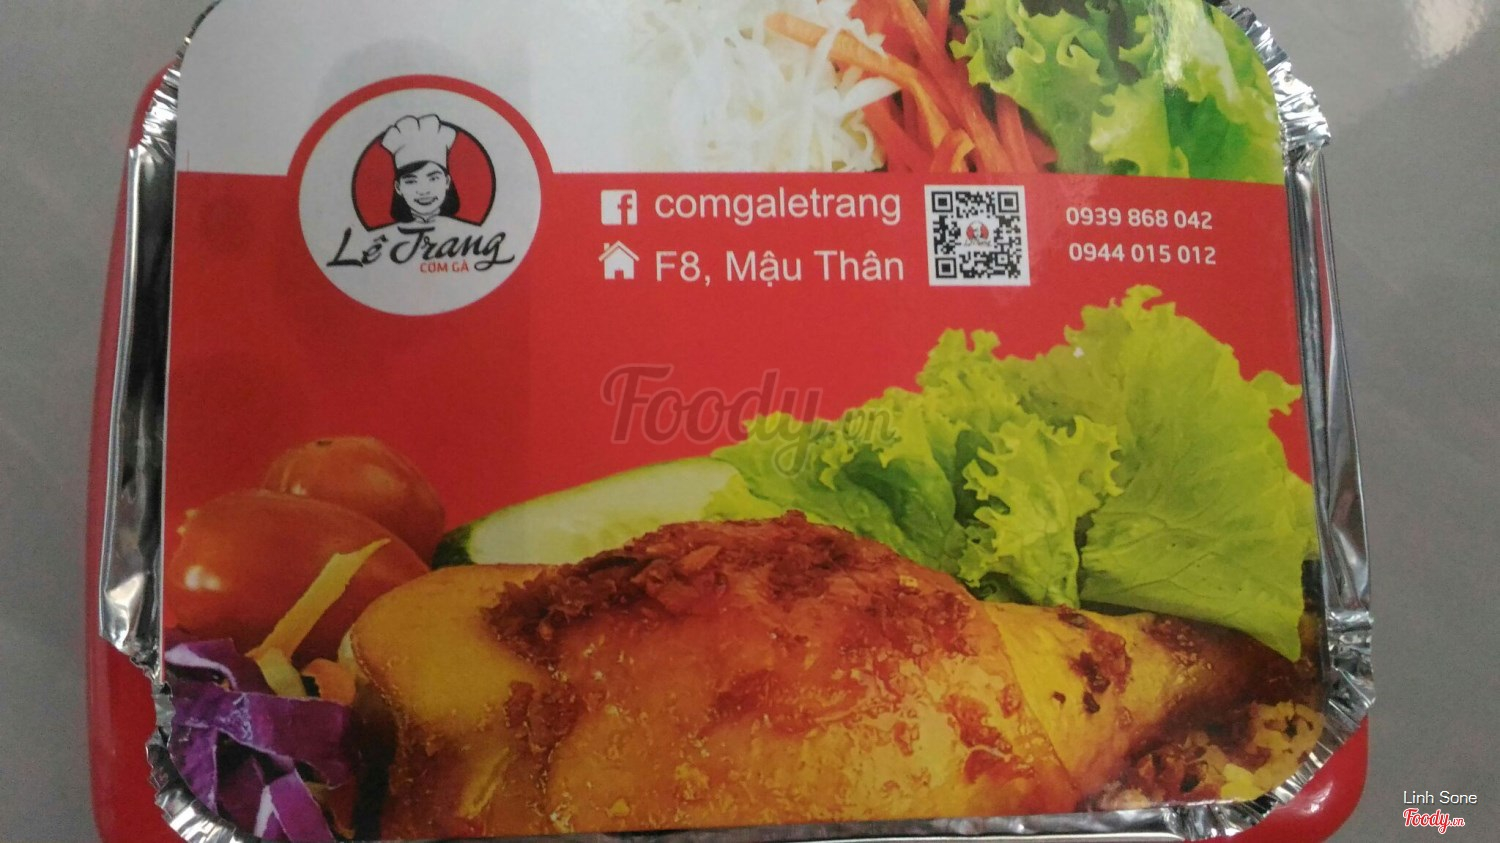 Lê Trang
CƠM GÀ
comgaletrang
F8, Mậu Thân
0939 868 042
0944 015 012
Foody.vn
Linh Sone
Foody.vn